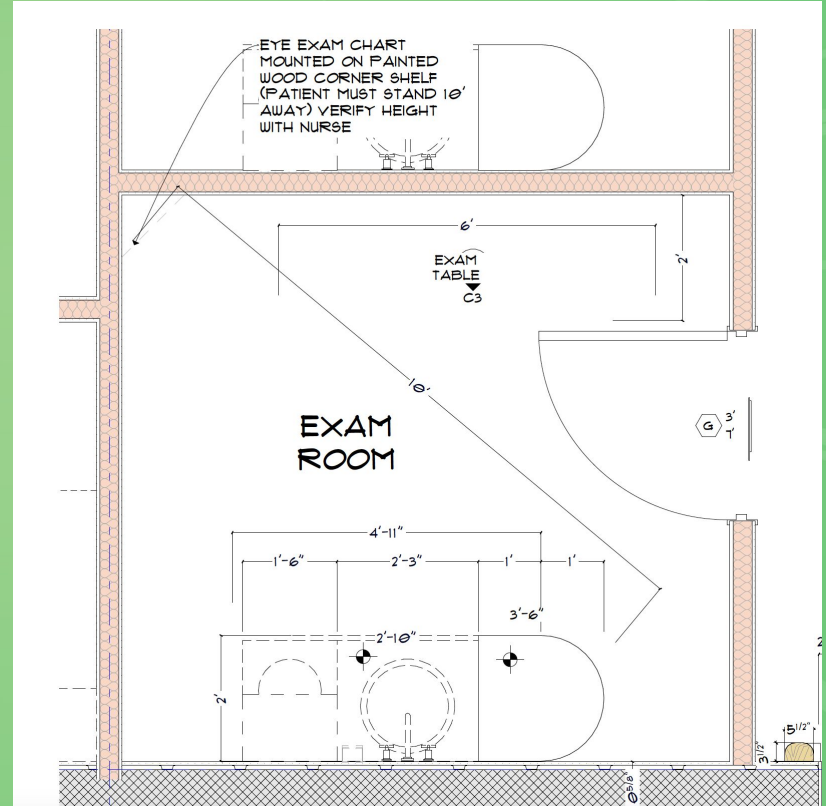 EYE EXAM CHART
MOUNTED ON PAINTED
WOOD CORNER SHELF
(PATIENT MUST STAND 10'
AWAY) VERIFY HEIGHT
WITH NURSE
6'
2'
EXAM
TABLE
C3
10'
G
3'
7'
EXAM
ROOM
4'-11"
1'-6"
2'-3"
1'
1'
3'-6"
2'-10"
2'
5 1/2"
3 1/2"
0 5/8"